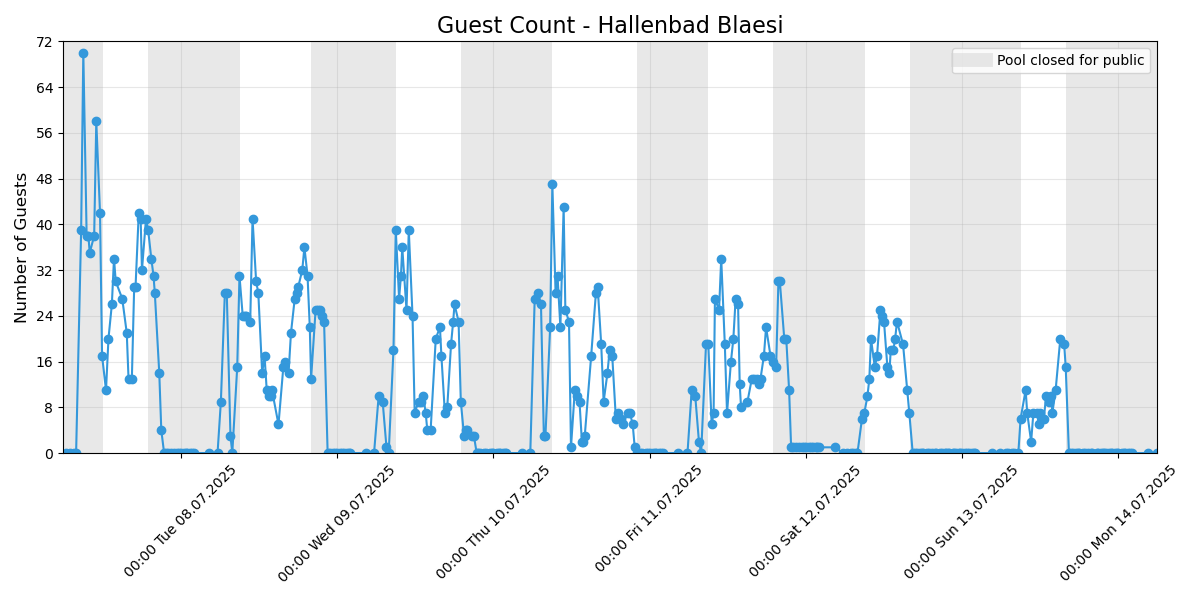 Guest Count - Hallenbad Blaesi
Pool closed for public
Number of Guests
72
64
56
48
40
32
24
16
8
0
00:00 Tue 08.07.2025
00:00 Wed 09.07.2025
00:00 Thu 10.07.2025
00:00 Fri 11.07.2025
00:00 Sat 12.07.2025
00:00 Sun 13.07.2025
00:00 Mon 14.07.2025